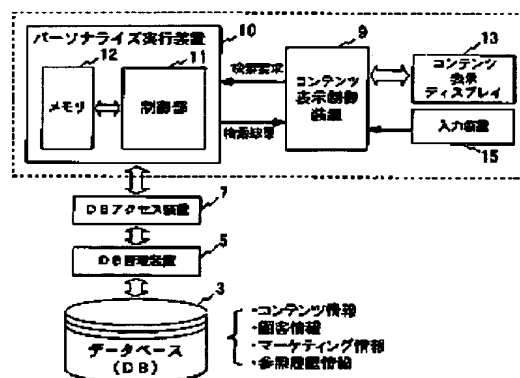 パーソナライズ実行装置
10
12
メモリ
11
制御部
検索要求
検索結果
9
コンテンツ
表示制御
装置
13
コンテンツ
表示
ディスプレイ
入力装置
15
7
DBアクセス装置
5
DB管理装置
3
データベース
(DB)
・コンテンツ情報
・顧客情報
・マーケティング情報
・参照履歴情報